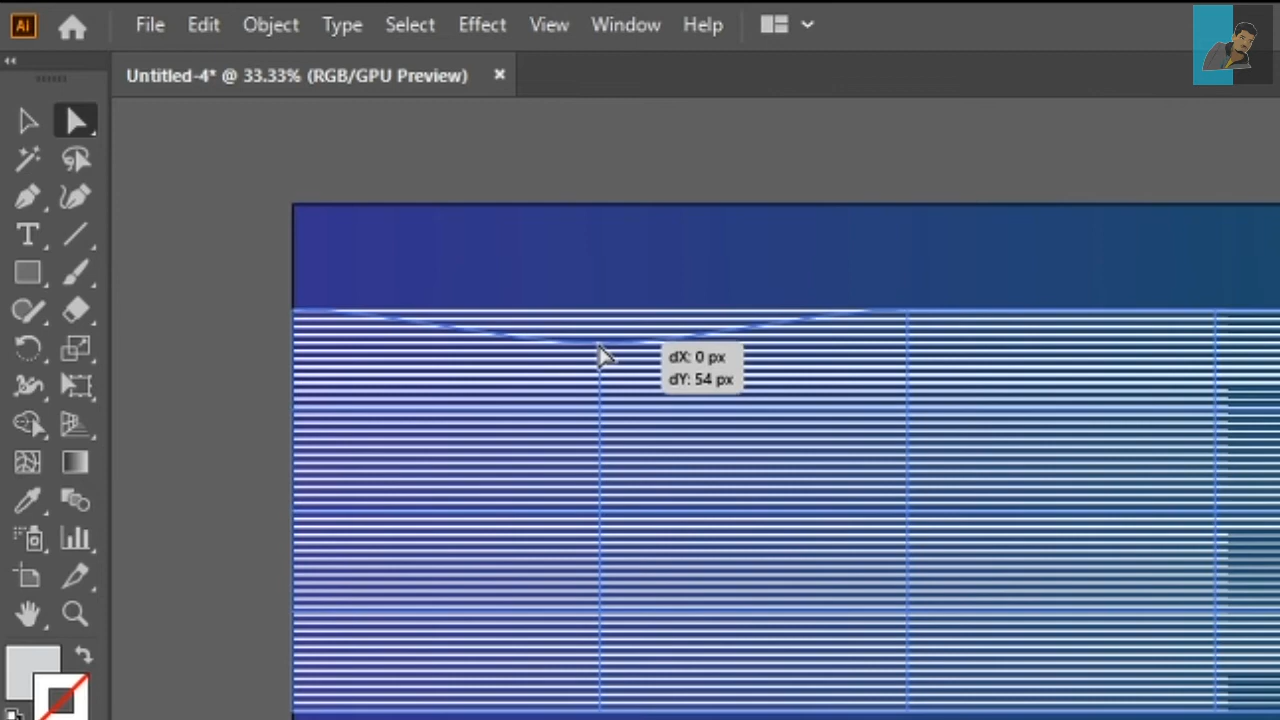 Ai File Edit Object Type Select Effect View Window Help
Untitled-4* @ 33.33% (RGB/GPU Preview) ×
T
dX: 0 px
dY: 54 px